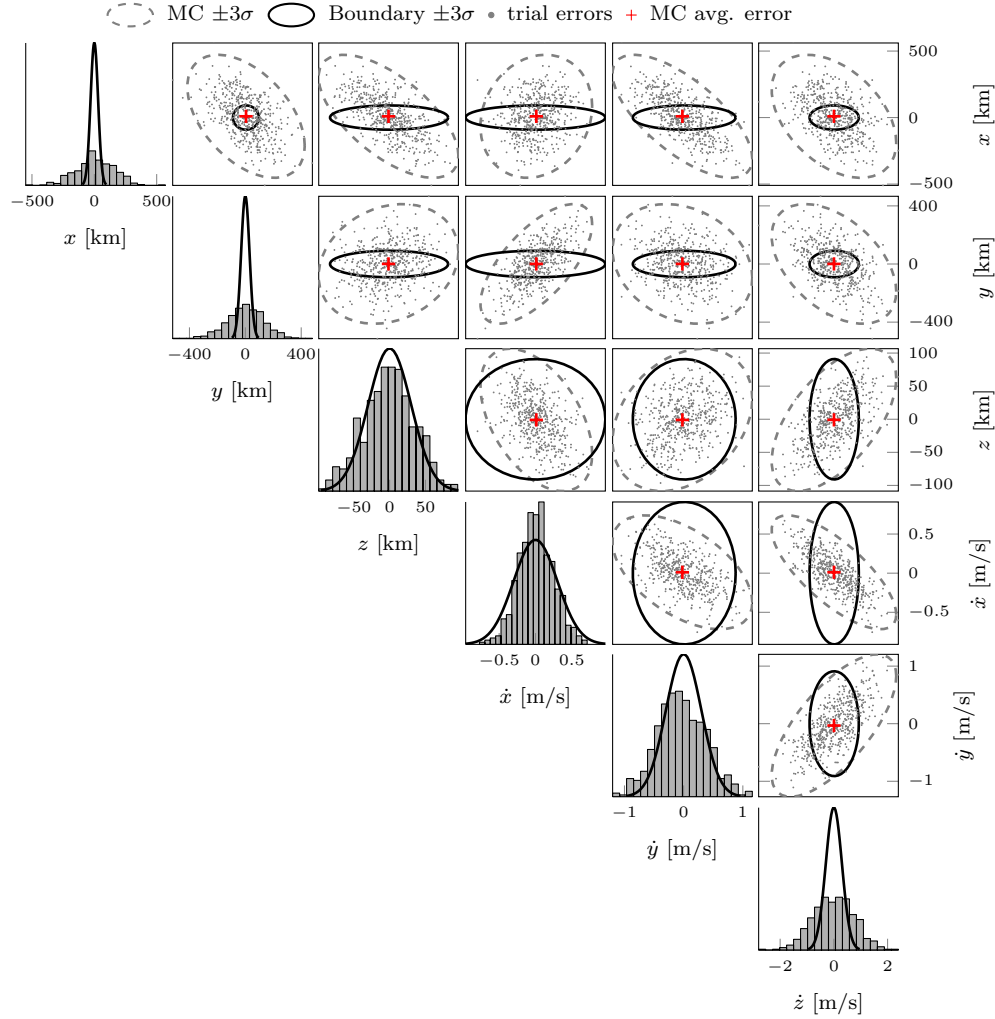 MC ±3σ Boundary ±3σ trial errors MC avg. error
500
0
−500
x [km]
−500 0 500
x [km]
400
0
−400
y [km]
−400 0 400
y [km]
100
50
0
−50
−100
z [km]
−50 0 50
z [km]
0.5
0
−0.5
ẋ [m/s]
−0.5 0 0.5
ẋ [m/s]
1
0
−1
ẏ [m/s]
−1 0 1
ẏ [m/s]
−2 0 2
ż [m/s]